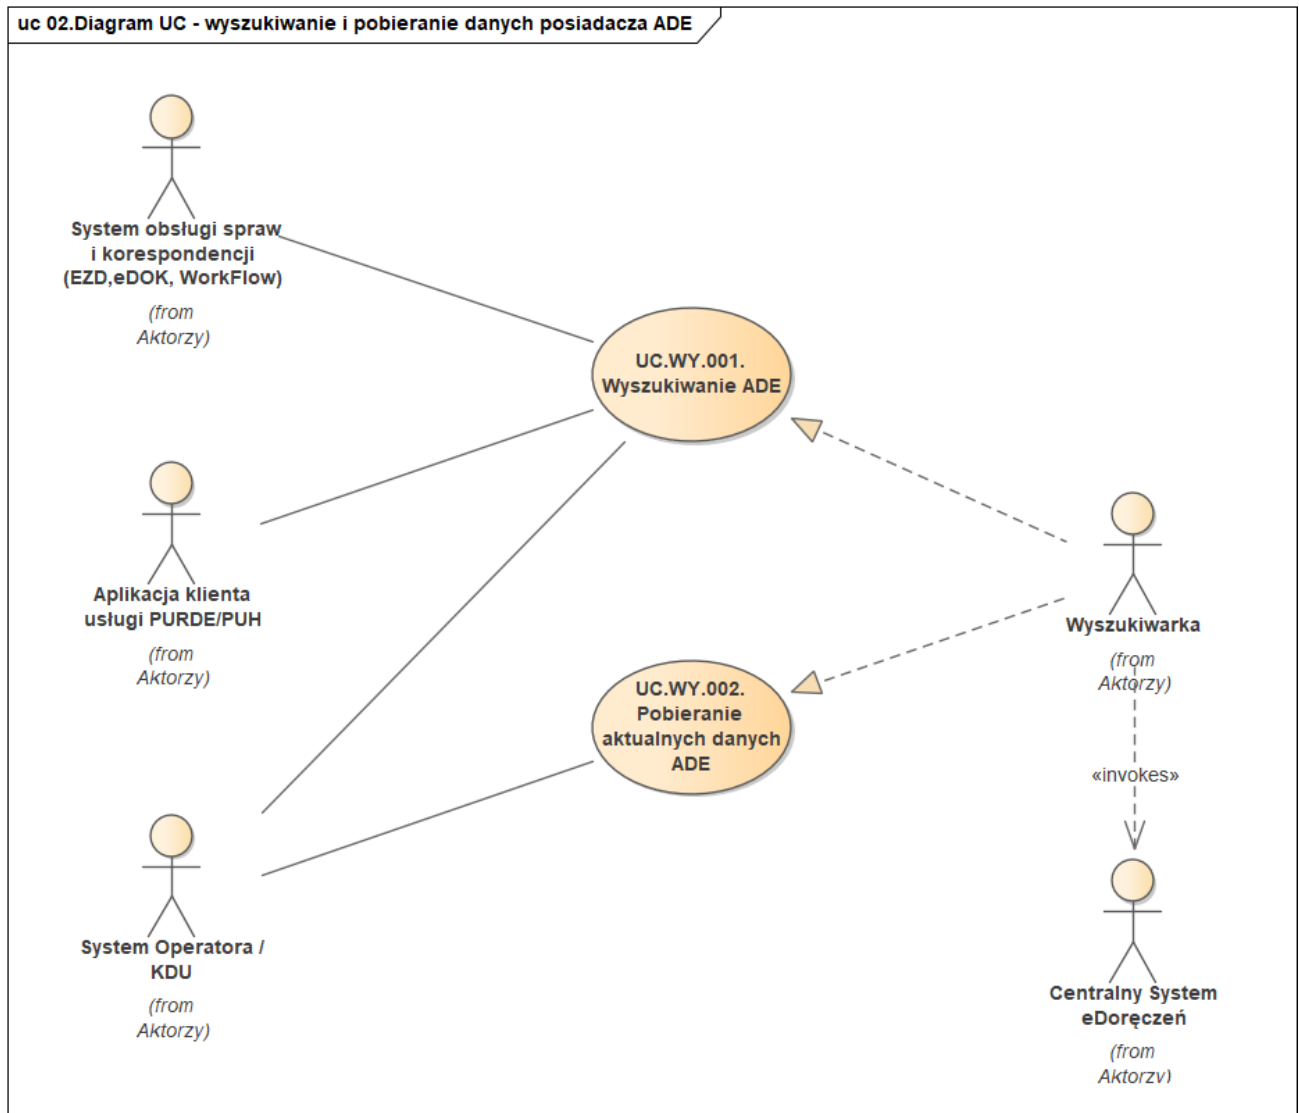 uc 02.Diagram UC - wyszukiwanie i pobieranie danych posiadacza ADE
System obsługi spraw
i korespondencji
(EZD,eDOK, WorkFlow)
(from
Aktorzy)
UC.WY.001.
Wyszukiwanie ADE
Aplikacja klienta
usługi PURDE/PUH
(from
Aktorzy)
Wyszukiwarka
(from
Aktorzy)
UC.WY.002.
Pobieranie
aktualnych danych
ADE
«invokes»
System Operatora /
KDU
(from
Aktorzy)
Centralny System
eDoręczeń
(from
Aktorzy)